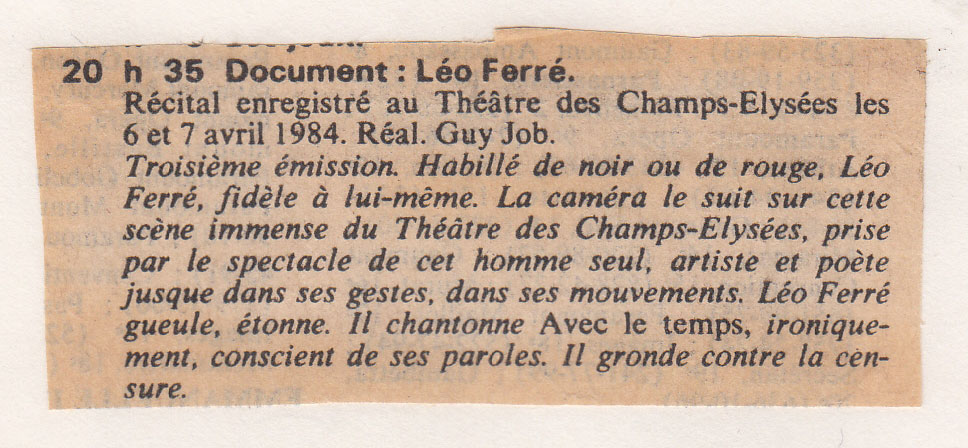 20 h 35 Document : Léo Ferré.
Récital enregistré au Théâtre des Champs-Elysées les
6 et 7 avril 1984. Réal. Guy Job.
Troisième émission. Habillé de noir ou de rouge, Léo
Ferré, fidèle à lui-même. La caméra le suit sur cette
scène immense du Théâtre des Champs-Elysées, prise
par le spectacle de cet homme seul, artiste et poète
jusque dans ses gestes, dans ses mouvements. Léo Ferré
gueule, étonne. Il chantonne Avec le temps, ironique-
ment, conscient de ses paroles. Il gronde contre la cen-
sure.